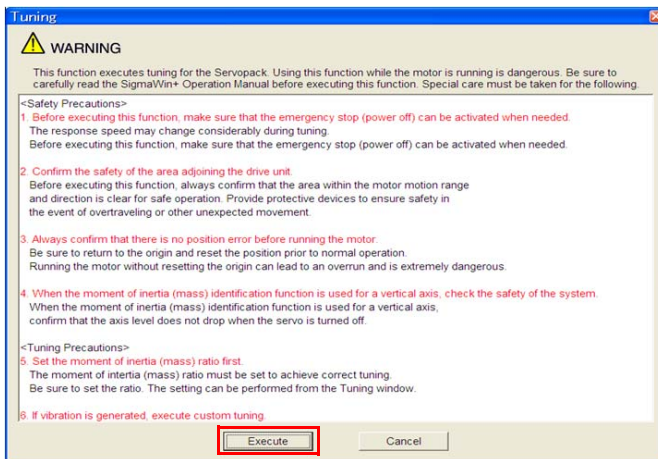 Tuning
WARNING
This function executes tuning for the Servopack. Using this function while the motor is running is dangerous. Be sure to
carefully read the SigmaWin+ Operation Manual before executing this function. Special care must be taken for the following.
<Safety Precautions>
1. Before executing this function, make sure that the emergency stop (power off) can be activated when needed.
The response speed may change considerably during tuning.
Before executing this function, make sure that the emergency stop (power off) can be activated when needed.
2. Confirm the safety of the area adjoining the drive unit.
Before executing this function, always confirm that the area within the motor motion range
and direction is clear for safe operation. Provide protective devices to ensure safety in
the event of overtraveling or other unexpected movement.
3. Always confirm that there is no position error before running the motor.
Be sure to return to the origin and reset the position prior to normal operation.
Running the motor without resetting the origin can lead to an overrun and is extremely dangerous.
4. When the moment of inertia (mass) identification function is used for a vertical axis, check the safety of the system.
When the moment of inertia (mass) identification function is used for a vertical axis,
confirm that the axis level does not drop when the servo is turned off.
<Tuning Precautions>
5. Set the moment of inertia (mass) ratio first.
The moment of intertia (mass) ratio must be set to achieve correct tuning.
Be sure to set the ratio. The setting can be performed from the Tuning window.
6. If vibration is generated, execute custom tuning.
Execute
Cancel